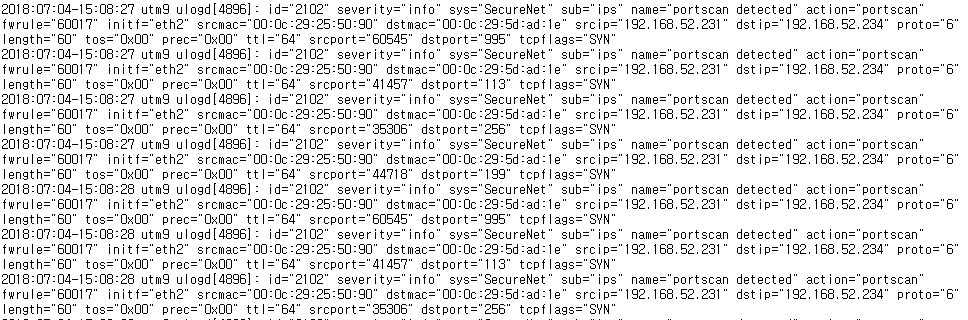 2018:07:04-15:08:27 utm9 ulogd[4896]: id="2102" severity="info" sys="SecureNet" sub="ips" name="portscan detected" action="portscan"
fwrule="60017" initf="eth2" srcmac="00:0c:29:25:50:90" dstmac="00:0c:29:5d:ad:1e" srcip="192.168.52.231" dstip="192.168.52.234" proto="6"
length="60" tos="0x00" prec="0x00" ttl="64" srcport="60545" dstport="995" tcpflags="SYN"
2018:07:04-15:08:27 utm9 ulogd[4896]: id="2102" severity="info" sys="SecureNet" sub="ips" name="portscan detected" action="portscan"
fwrule="60017" initf="eth2" srcmac="00:0c:29:25:50:90" dstmac="00:0c:29:5d:ad:1e" srcip="192.168.52.231" dstip="192.168.52.234" proto="6"
length="60" tos="0x00" prec="0x00" ttl="64" srcport="41457" dstport="113" tcpflags="SYN"
2018:07:04-15:08:27 utm9 ulogd[4896]: id="2102" severity="info" sys="SecureNet" sub="ips" name="portscan detected" action="portscan"
fwrule="60017" initf="eth2" srcmac="00:0c:29:25:50:90" dstmac="00:0c:29:5d:ad:1e" srcip="192.168.52.231" dstip="192.168.52.234" proto="6"
length="60" tos="0x00" prec="0x00" ttl="64" srcport="35306" dstport="256" tcpflags="SYN"
2018:07:04-15:08:27 utm9 ulogd[4896]: id="2102" severity="info" sys="SecureNet" sub="ips" name="portscan detected" action="portscan"
fwrule="60017" initf="eth2" srcmac="00:0c:29:25:50:90" dstmac="00:0c:29:5d:ad:1e" srcip="192.168.52.231" dstip="192.168.52.234" proto="6"
length="60" tos="0x00" prec="0x00" ttl="64" srcport="44718" dstport="199" tcpflags="SYN"
2018:07:04-15:08:28 utm9 ulogd[4896]: id="2102" severity="info" sys="SecureNet" sub="ips" name="portscan detected" action="portscan"
fwrule="60017" initf="eth2" srcmac="00:0c:29:25:50:90" dstmac="00:0c:29:5d:ad:1e" srcip="192.168.52.231" dstip="192.168.52.234" proto="6"
length="60" tos="0x00" prec="0x00" ttl="64" srcport="60545" dstport="995" tcpflags="SYN"
2018:07:04-15:08:28 utm9 ulogd[4896]: id="2102" severity="info" sys="SecureNet" sub="ips" name="portscan detected" action="portscan"
fwrule="60017" initf="eth2" srcmac="00:0c:29:25:50:90" dstmac="00:0c:29:5d:ad:1e" srcip="192.168.52.231" dstip="192.168.52.234" proto="6"
length="60" tos="0x00" prec="0x00" ttl="64" srcport="41457" dstport="113" tcpflags="SYN"
2018:07:04-15:08:28 utm9 ulogd[4896]: id="2102" severity="info" sys="SecureNet" sub="ips" name="portscan detected" action="portscan"
fwrule="60017" initf="eth2" srcmac="00:0c:29:25:50:90" dstmac="00:0c:29:5d:ad:1e" srcip="192.168.52.231" dstip="192.168.52.234" proto="6"
length="60" tos="0x00" prec="0x00" ttl="64" srcport="35306" dstport="256" tcpflags="SYN"